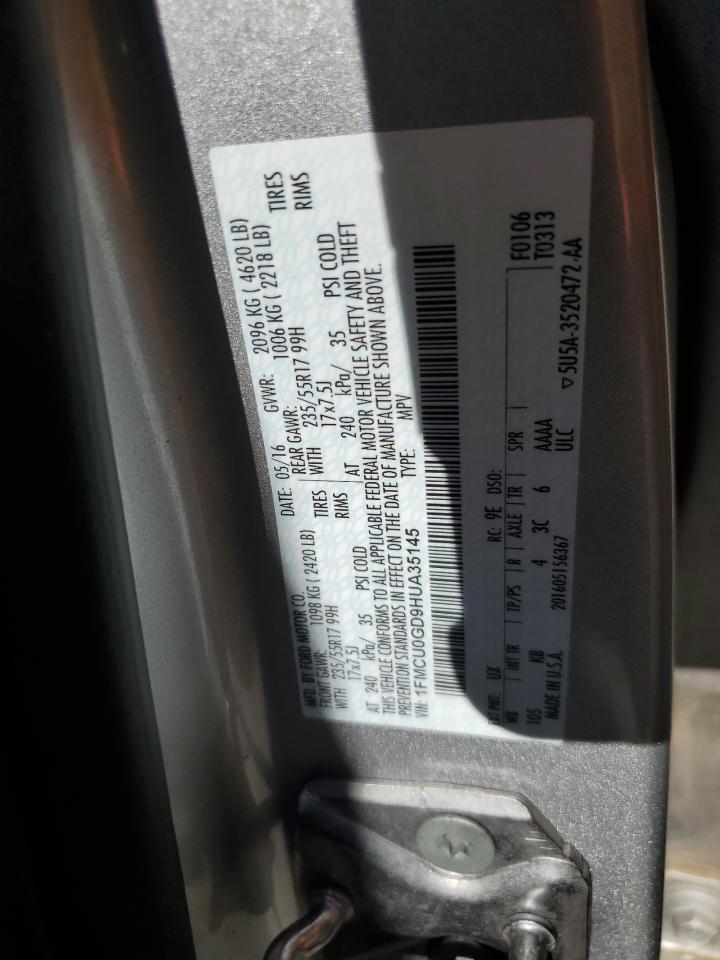 MFD. BY FORD MOTOR CO. DATE: 05/16 GVWR: 2096 KG ( 4620 LB)
FRONT GAWR: 1098 KG ( 2420 LB) REAR GAWR: 1006 KG ( 2218 LB)
WITH 235/55R17 99H TIRES WITH 235/55R17 99H TIRES
17x7.5J RIMS 17x7.5J RIMS
AT 240 kPa/ 35 PSI COLD AT 240 kPa/ 35 PSI COLD
THIS VEHICLE CONFORMS TO ALL APPLICABLE FEDERAL MOTOR VEHICLE SAFETY AND THEFT
PREVENTION STANDARDS IN EFFECT ON THE DATE OF MANUFACTURE SHOWN ABOVE.
VIN: 1FMCU0GD9HUA35145 TYPE: MPV
EXT PNT: UX RC: 9E DSO: F0106
WB INT TR TP/PS R AXLE TR SPR T0313
105 KB 4 3C 6 AAAA
MADE IN U.S.A. 201605156367 ULC ▽5U5A-3520472-AA